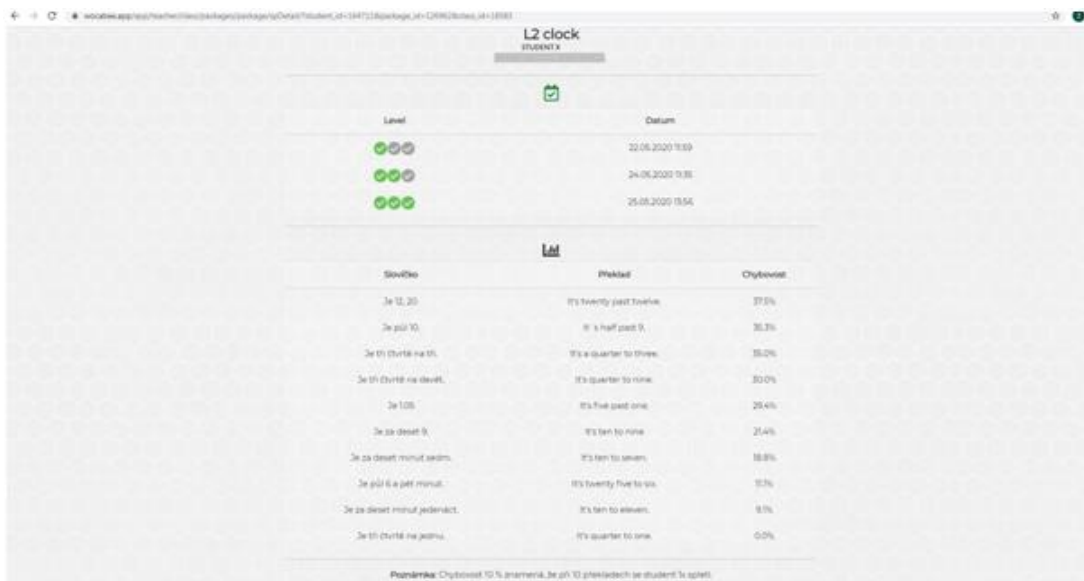 L2 clock
STUDENT X
Level Datum
22.05.2020 11:59
24.05.2020 11:35
25.05.2020 13:56
Slovíčko Překlad Chybovost
Je 12, 20. It's twenty past twelve. 37.5%
Je půl 10. It´s half past 9. 35.3%
Je tři čtvrtě na tři. It's a quarter to three. 35.0%
Je tři čtvrtě na devět. It's quarter to nine. 30.0%
Je 1:05. It's five past one. 29.4%
Je za deset 9. It's ten to nine. 21.4%
Je za deset minut sedm. It's ten to seven. 18.8%
Je půl 6 a pět minut. It's twenty five to six. 11.1%
Je za deset minut jedenáct. It's ten to eleven. 9.1%
Je tři čtvrtě na jednu. It's quarter to one. 0.0%
Poznámka: Chybovost 10 % znamená, že při 10 překladech se student 1x spletl.